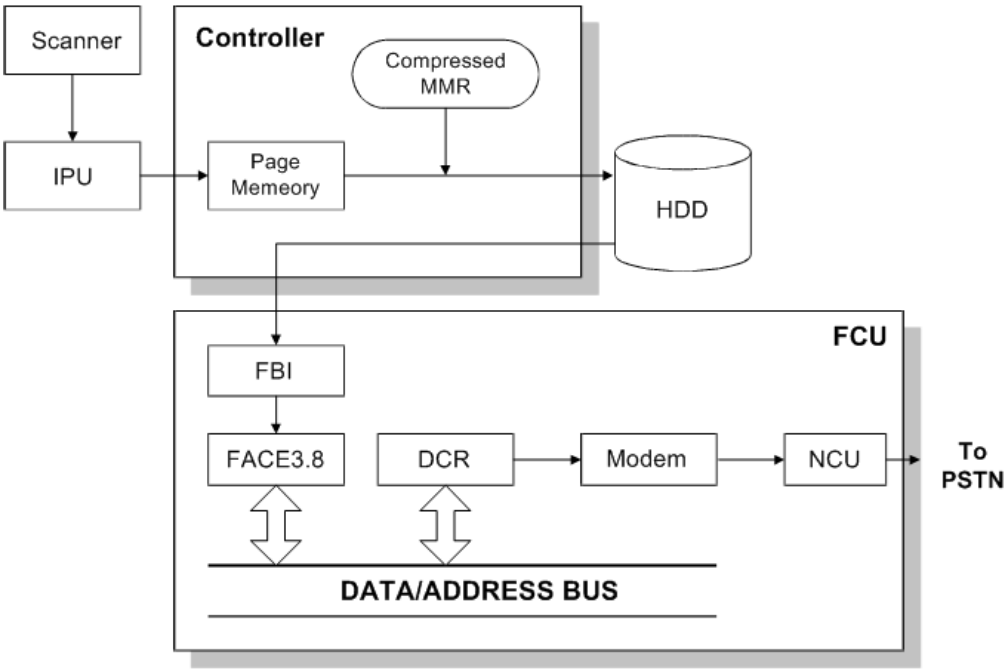 Scanner
Controller
Compressed
MMR
IPU
Page
Memeory
HDD
FCU
FBI
FACE3.8
DCR
Modem
NCU
To
PSTN
DATA/ADDRESS BUS